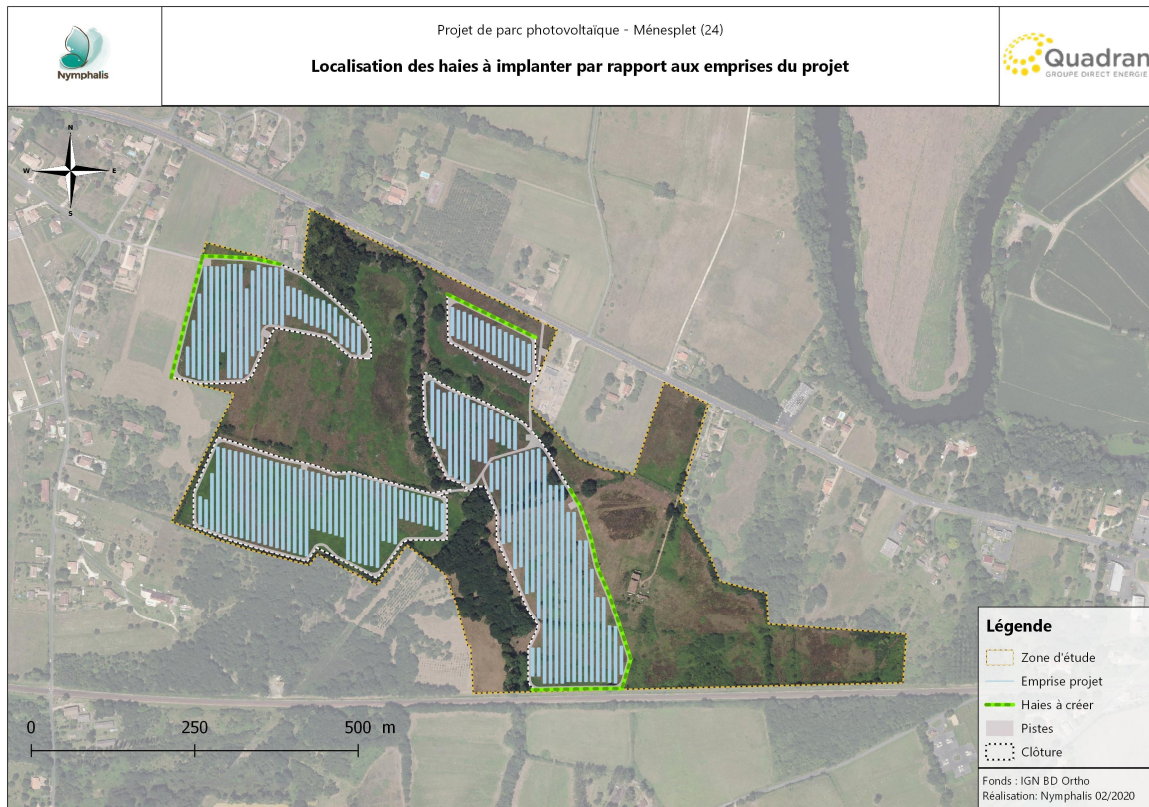 Nymphalis
Projet de parc photovoltaïque - Ménesplet (24)
Localisation des haies à implanter par rapport aux emprises du projet
Quadran
GROUPE DIRECT ENERGIE
N
W
E
S
0
250
500 m
Légende
Zone d'étude
Emprise projet
Haies à créer
Pistes
Clôture
Fonds : IGN BD Ortho
Réalisation: Nymphalis 02/2020